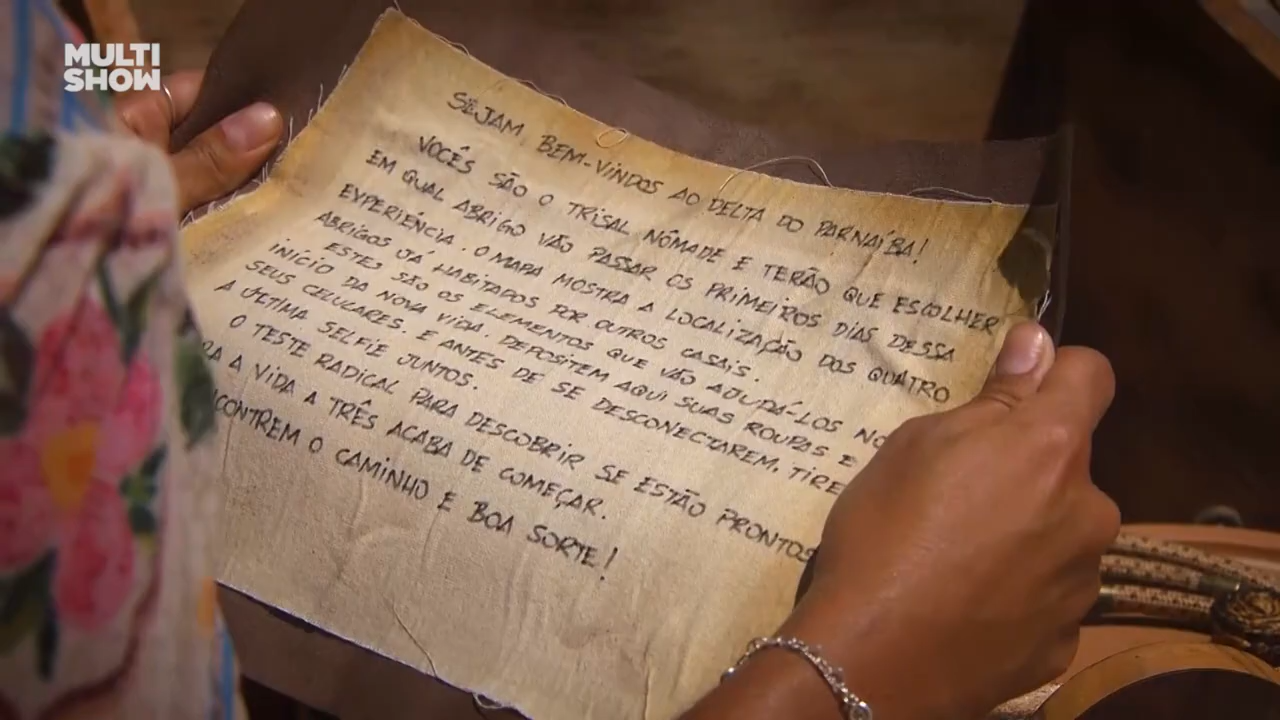 MULTI
SHOW
SEJAM BEM-VINDOS AO DELTA DO PARNAÍBA!
VOCÊS SÃO O TRISAL NÔMADE E TERÃO QUE ESCOLHER
EM QUAL ABRIGO VÃO PASSAR OS PRIMEIROS DIAS DESSA
EXPERIÊNCIA. O MAPA MOSTRA A LOCALIZAÇÃO DOS QUATRO
ABRIGOS JÁ HABITADOS POR OUTROS CASAIS.
ESTES SÃO OS ELEMENTOS QUE VÃO AJUDÁ-LOS NO
INÍCIO DA NOVA VIDA. DEPOSITEM AQUI SUAS ROUPAS E
SEUS CELULARES. E ANTES DE SE DESCONECTAREM, TIREM
A ÚLTIMA SELFIE JUNTOS.
O TESTE RADICAL PARA DESCOBRIR SE ESTÃO PRONTOS
RA A VIDA A TRÊS ACABA DE COMEÇAR.
CONTREM O CAMINHO E BOA SORTE!